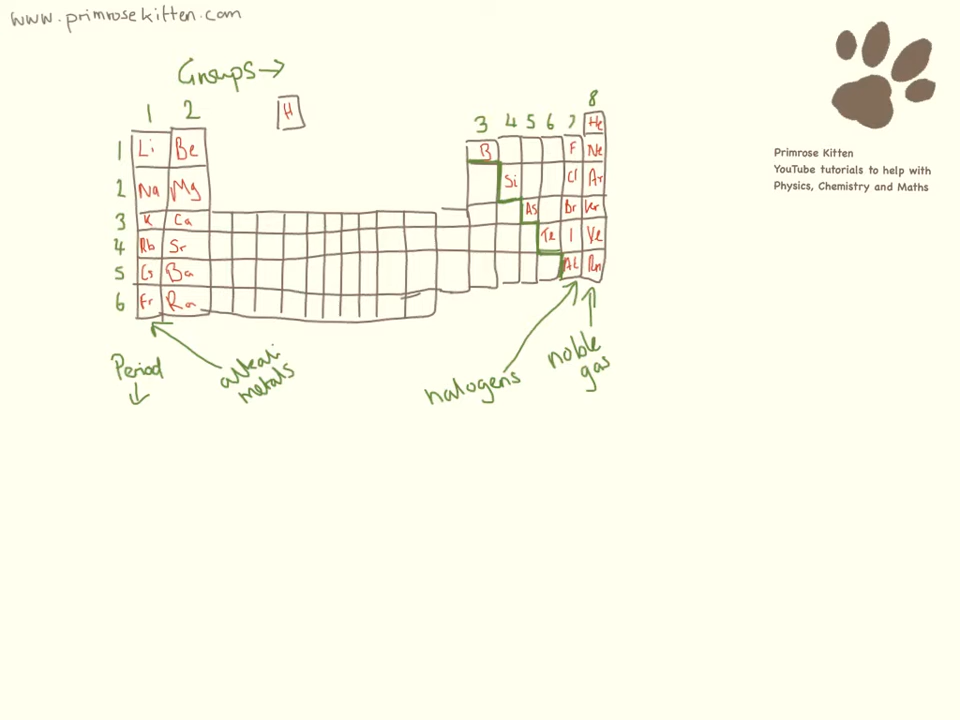 www.primrosekitten.com
Groups →
1 2 H 3 4 5 6 7 8
He
1 Li Be B F Ne
2 Na Mg Si Cl Ar
3 K Ca As Br Kr
4 Rb Sr Te I Xe
5 Cs Ba At Rn
6 Fr Ra
Period
↓
alkali
metals
halogens
noble
gas
Primrose Kitten
YouTube tutorials to help with
Physics, Chemistry and Maths